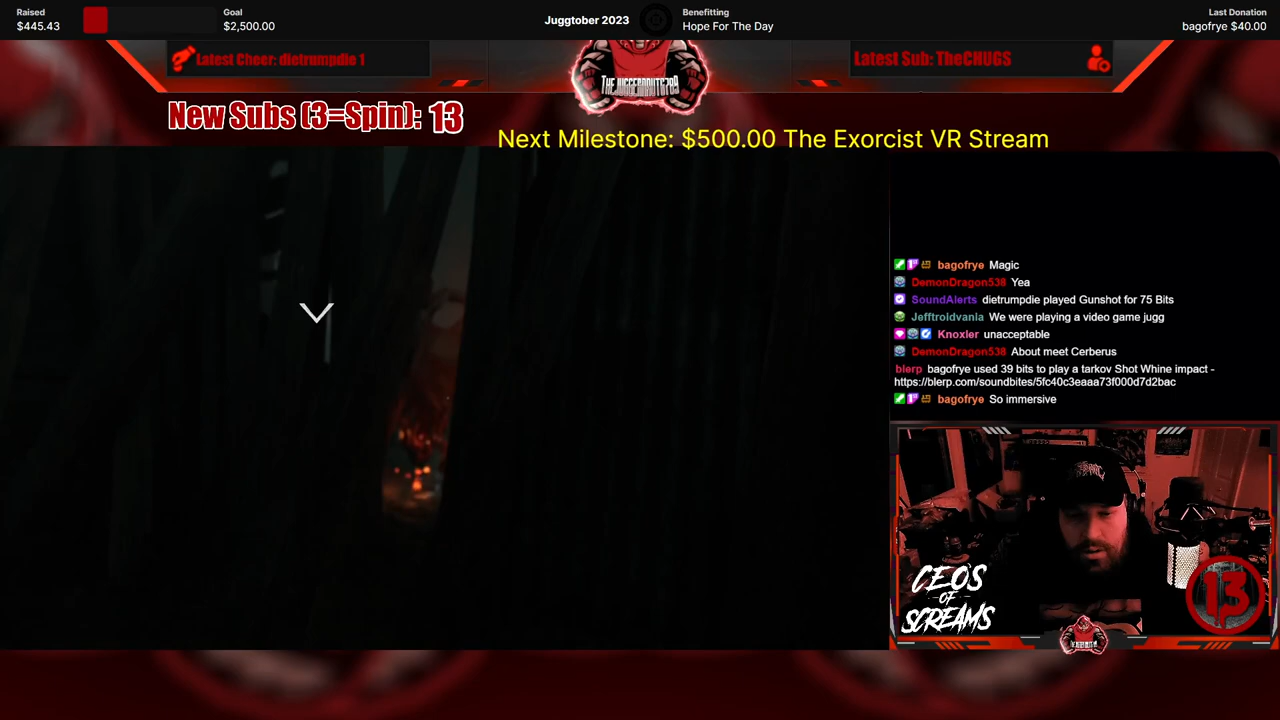 Raised
$445.43
Goal
$2,500.00
Juggtober 2023
Benefitting
Hope For The Day
Last Donation
bagofrye $40.00
Latest Cheer: dietrumpdie 1
THEJUGGERNAUT6789
Latest Sub: TheCHUGS
New Subs (3=Spin): 13
Next Milestone: $500.00 The Exorcist VR Stream
bagofrye Magic
DemonDragon538 Yea
SoundAlerts dietrumpdie played Gunshot for 75 Bits
Jefftroidvania We were playing a video game jugg
Knoxler unacceptable
DemonDragon538 About meet Cerberus
blerp bagofrye used 39 bits to play a tarkov Shot Whine impact -
https://blerp.com/soundbites/5fc40c3eaaa73f000d7d2bac
bagofrye So immersive
CEOS
OF
SCREAMS
13